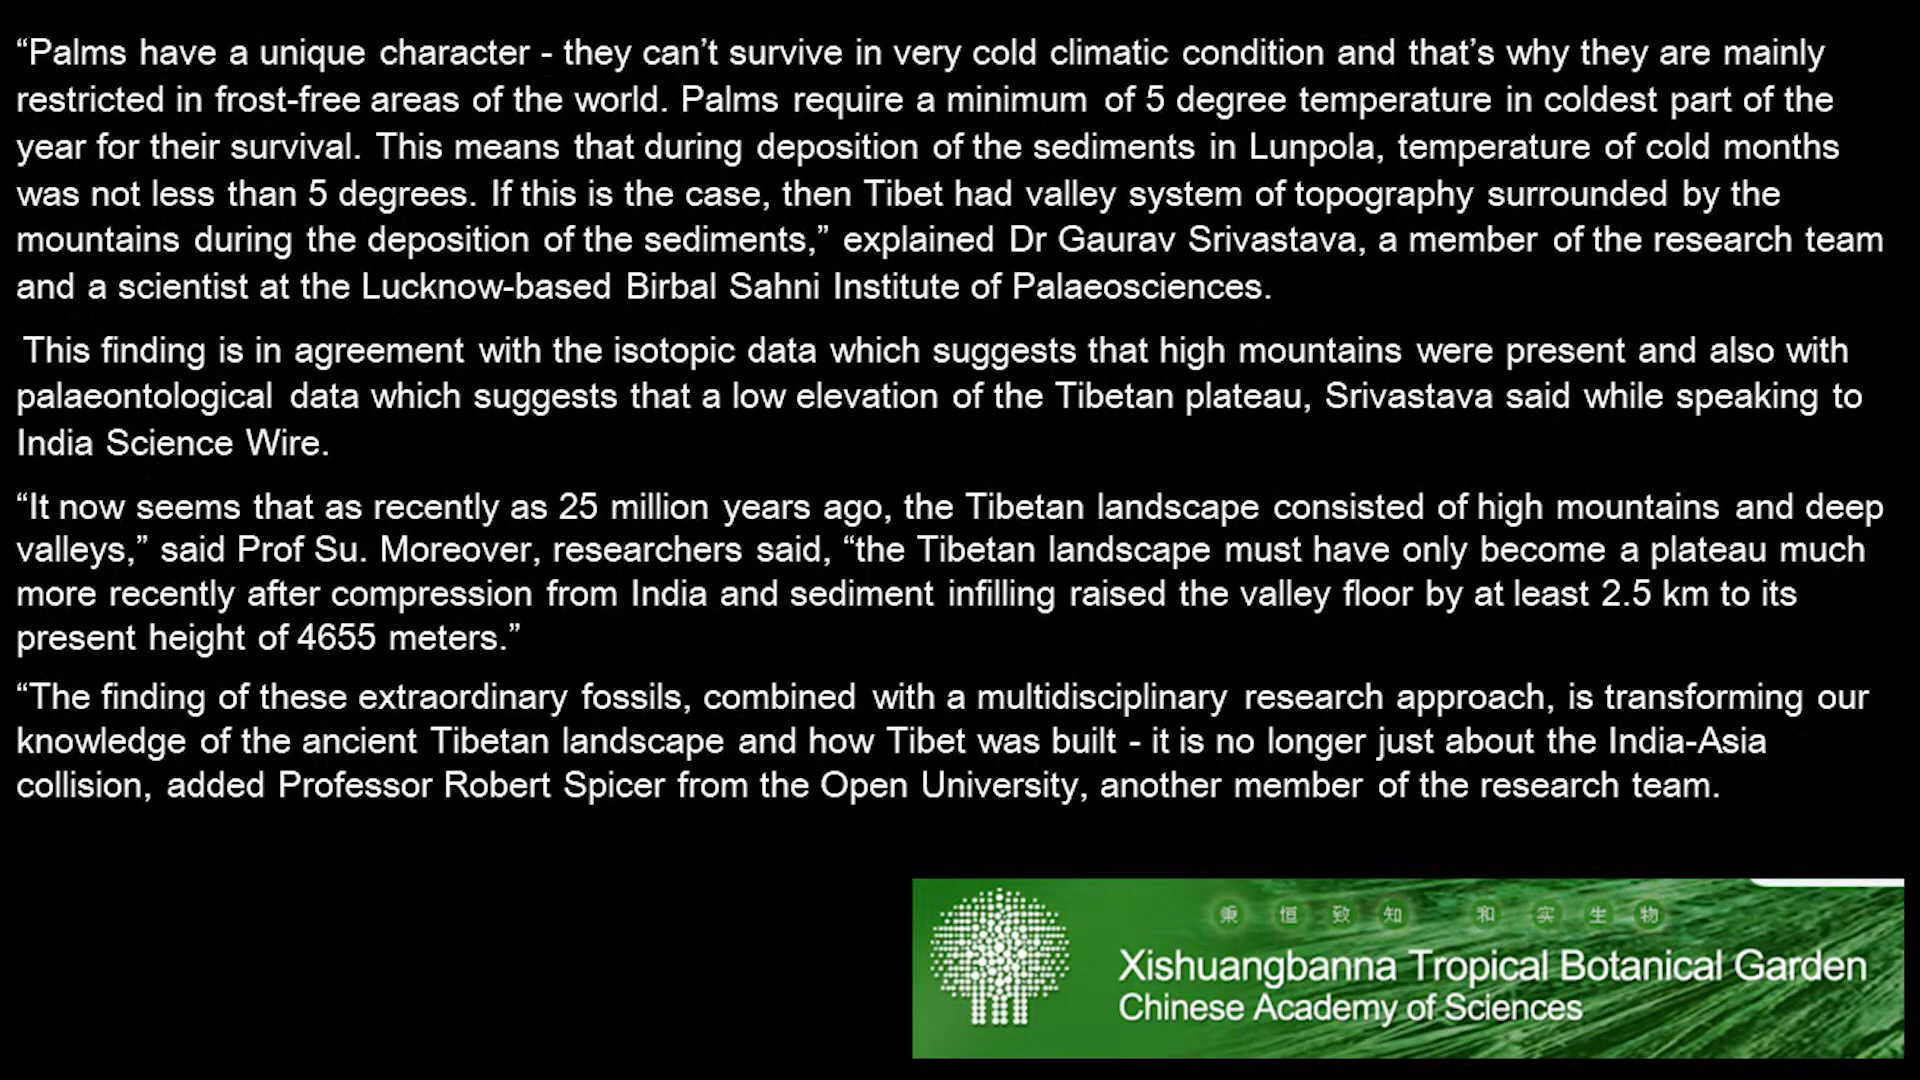 “Palms have a unique character - they can’t survive in very cold climatic condition and that’s why they are mainly
restricted in frost-free areas of the world. Palms require a minimum of 5 degree temperature in coldest part of the
year for their survival. This means that during deposition of the sediments in Lunpola, temperature of cold months
was not less than 5 degrees. If this is the case, then Tibet had valley system of topography surrounded by the
mountains during the deposition of the sediments,” explained Dr Gaurav Srivastava, a member of the research team
and a scientist at the Lucknow-based Birbal Sahni Institute of Palaeosciences.
This finding is in agreement with the isotopic data which suggests that high mountains were present and also with
palaeontological data which suggests that a low elevation of the Tibetan plateau, Srivastava said while speaking to
India Science Wire.
“It now seems that as recently as 25 million years ago, the Tibetan landscape consisted of high mountains and deep
valleys,” said Prof Su. Moreover, researchers said, “the Tibetan landscape must have only become a plateau much
more recently after compression from India and sediment infilling raised the valley floor by at least 2.5 km to its
present height of 4655 meters.”
“The finding of these extraordinary fossils, combined with a multidisciplinary research approach, is transforming our
knowledge of the ancient Tibetan landscape and how Tibet was built - it is no longer just about the India-Asia
collision, added Professor Robert Spicer from the Open University, another member of the research team.
秉 恒 致 知 和 实 生 物
Xishuangbanna Tropical Botanical Garden
Chinese Academy of Sciences